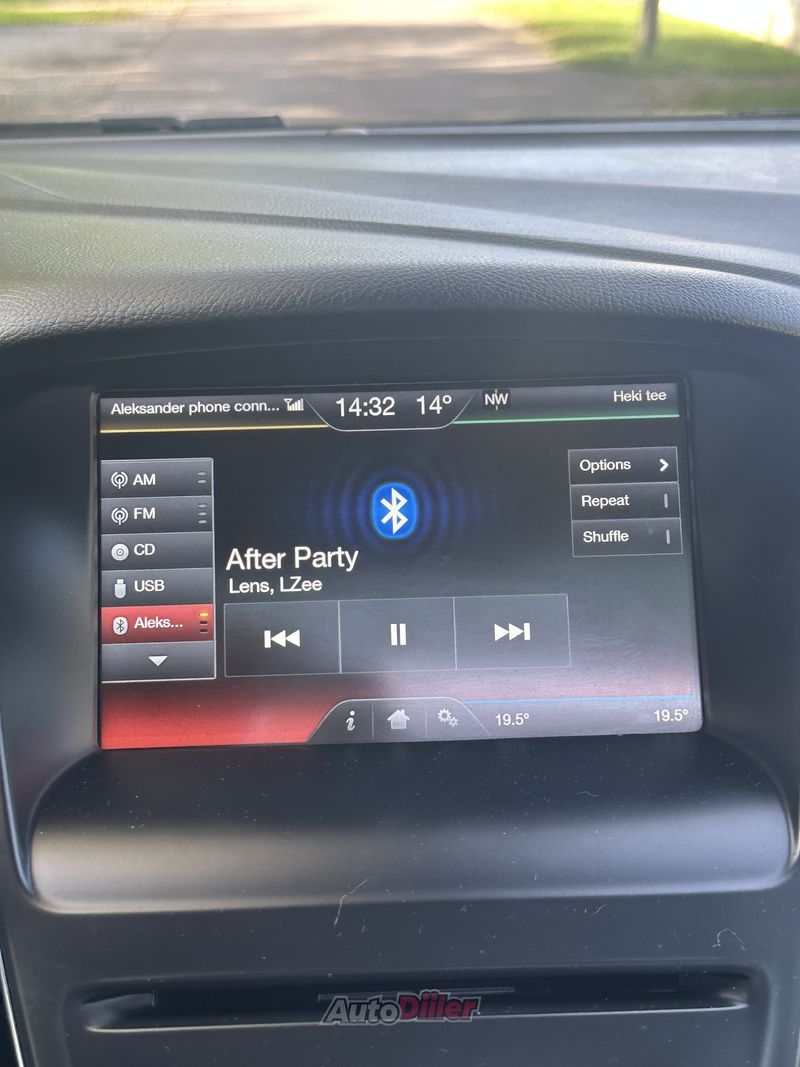 Aleksander phone conn...
14:32 14°
NW
Heki tee
AM
FM
CD
USB
Aleks...
After Party
Lens, LZee
Options
Repeat
Shuffle
19.5°
19.5°
AutoDiiler